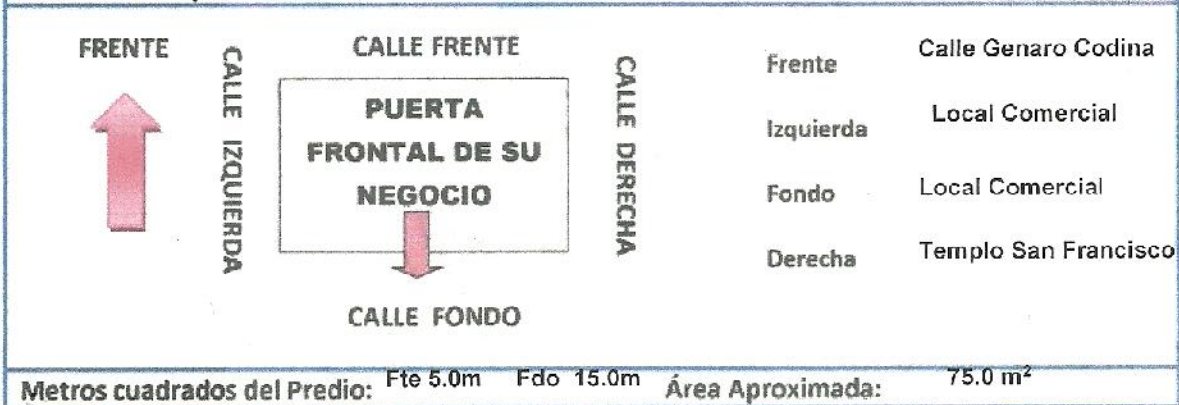 FRENTE
CALLE IZQUIERDA
CALLE FRENTE
PUERTA
FRONTAL DE SU
NEGOCIO
CALLE DERECHA
CALLE FONDO
Frente Calle Genaro Codina
Izquierda Local Comercial
Fondo Local Comercial
Derecha Templo San Francisco
Metros cuadrados del Predio: Fte 5.0m Fdo 15.0m Área Aproximada: 75.0 m²